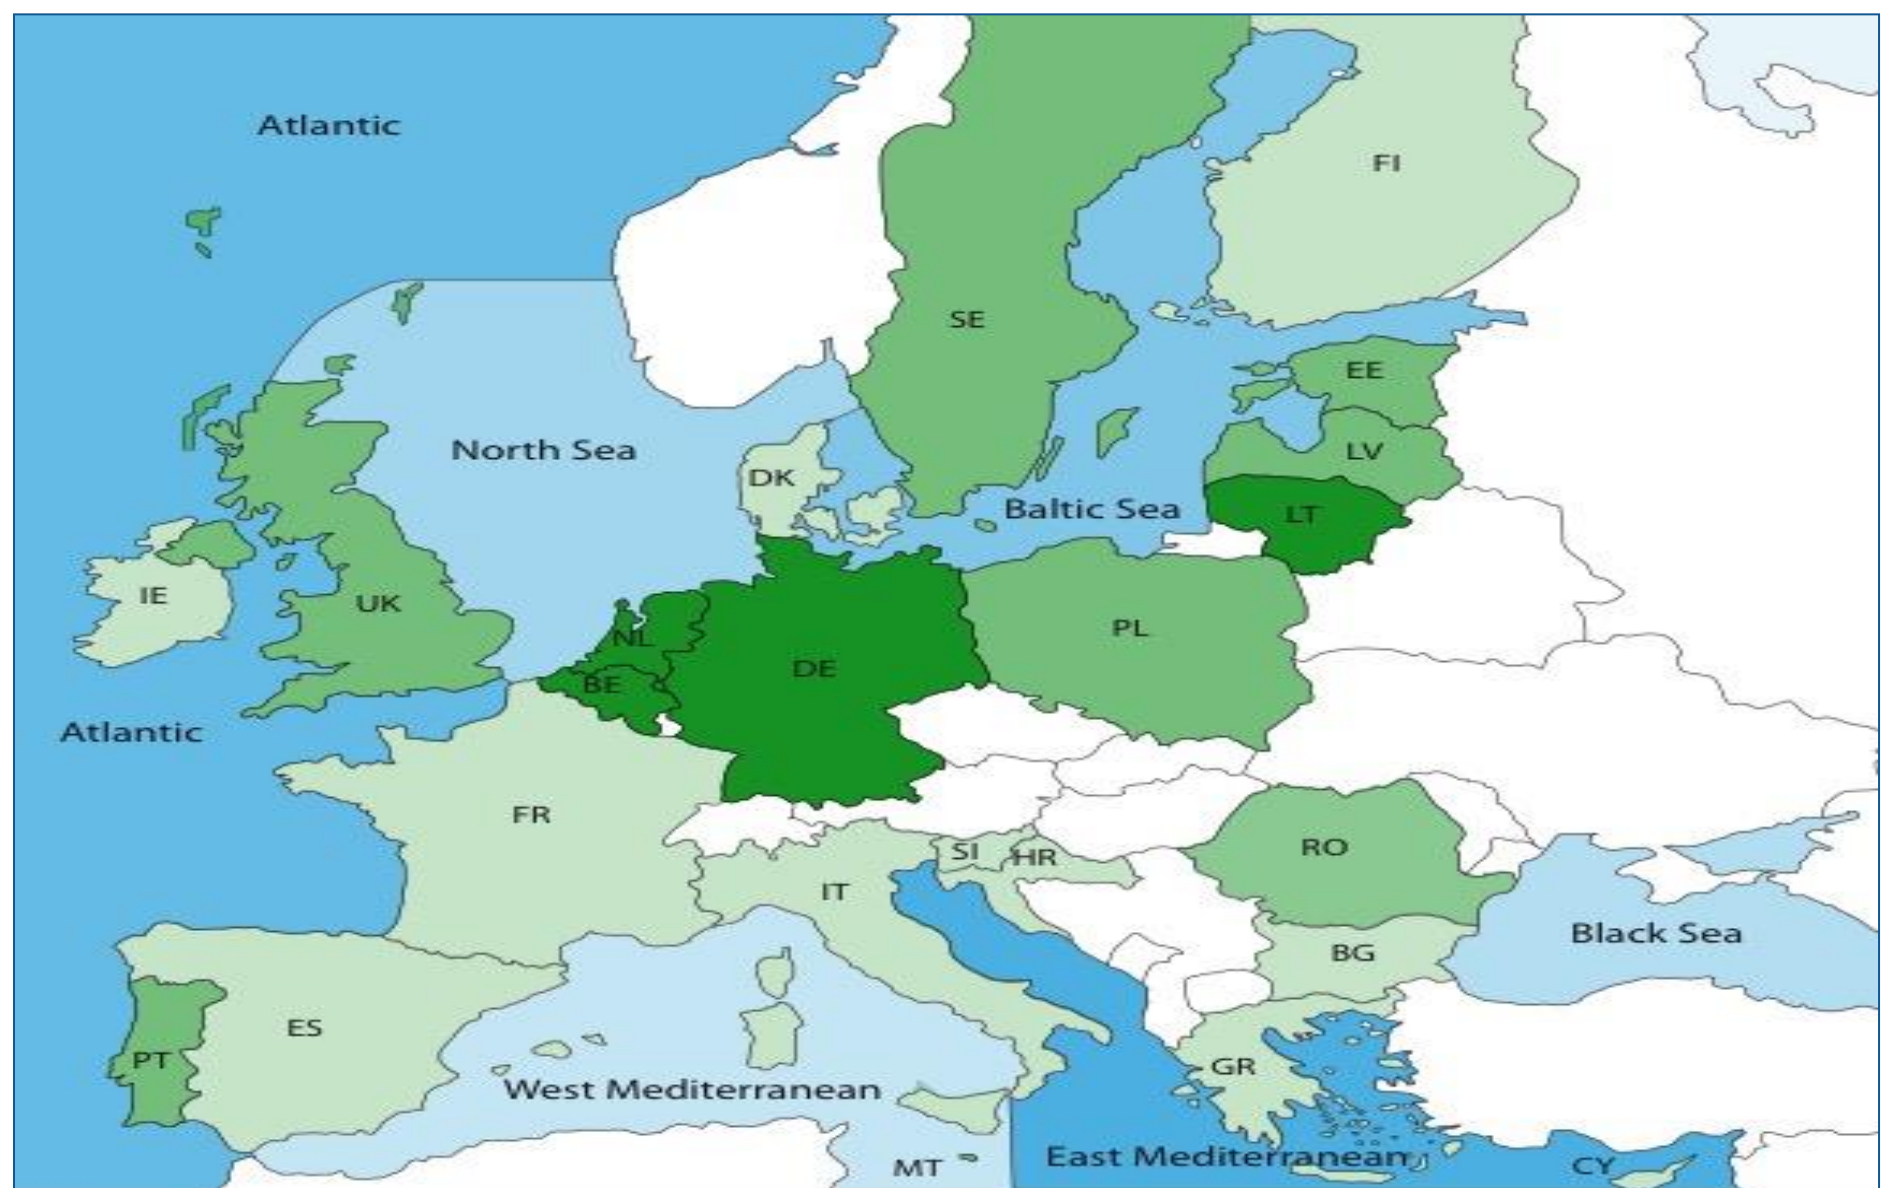 Atlantic
FI
SE
EE
North Sea
LV
DK
Baltic Sea
LT
IE
UK
PL
NL
DE
BE
Atlantic
FR
RO
SI
HR
IT
Black Sea
BG
ES
PT
GR
West Mediterranean
East Mediterranean
MT
CY